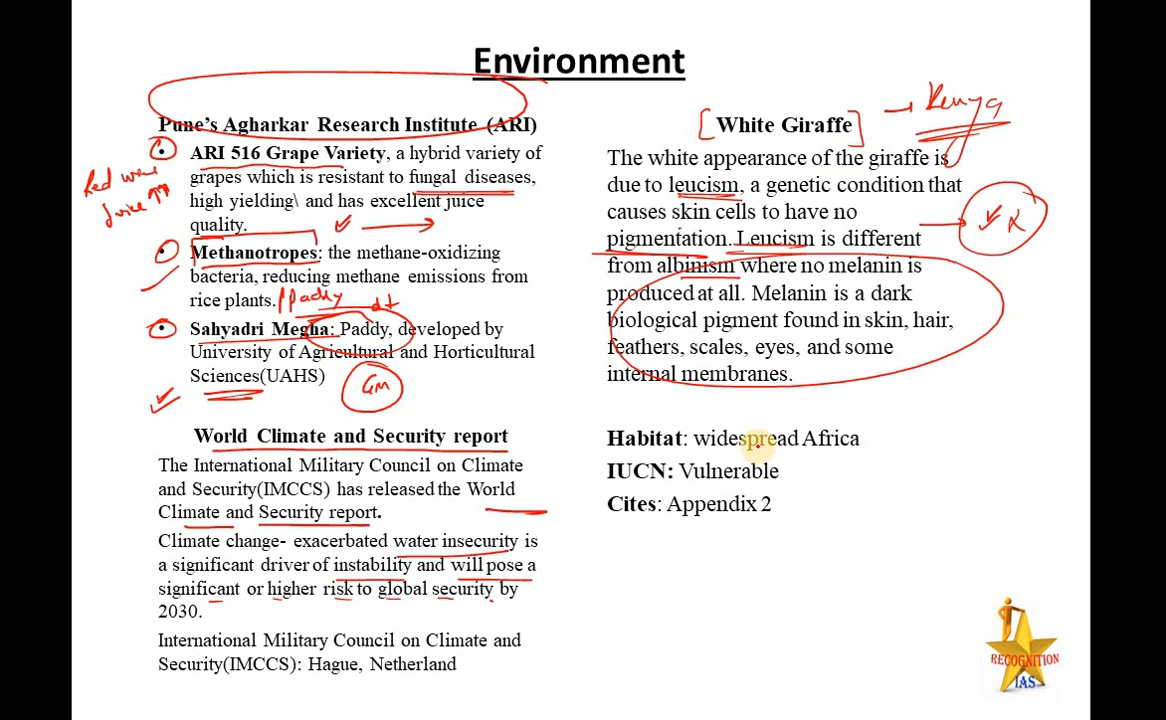 Environment
Pune's Agharkar Research Institute (ARI)
ARI 516 Grape Variety, a hybrid variety of
grapes which is resistant to fungal diseases,
high yielding\ and has excellent juice
quality.
Red wine
Juice ↑↑
Methanotropes: the methane-oxidizing
bacteria, reducing methane emissions from
rice plants.
Sahyadri Megha: Paddy, developed by
University of Agricultural and Horticultural
Sciences(UAHS)
GM
World Climate and Security report
The International Military Council on Climate
and Security(IMCCS) has released the World
Climate and Security report.
Climate change- exacerbated water insecurity is
a significant driver of instability and will pose a
significant or higher risk to global security by
2030.
International Military Council on Climate and
Security(IMCCS): Hague, Netherland
[White Giraffe] → Kenya
The white appearance of the giraffe is
due to leucism, a genetic condition that
causes skin cells to have no
pigmentation. Leucism is different
from albinism where no melanin is
produced at all. Melanin is a dark
biological pigment found in skin, hair,
feathers, scales, eyes, and some
internal membranes.
Habitat: widespread Africa
IUCN: Vulnerable
Cites: Appendix 2
RECOGNITION
IAS